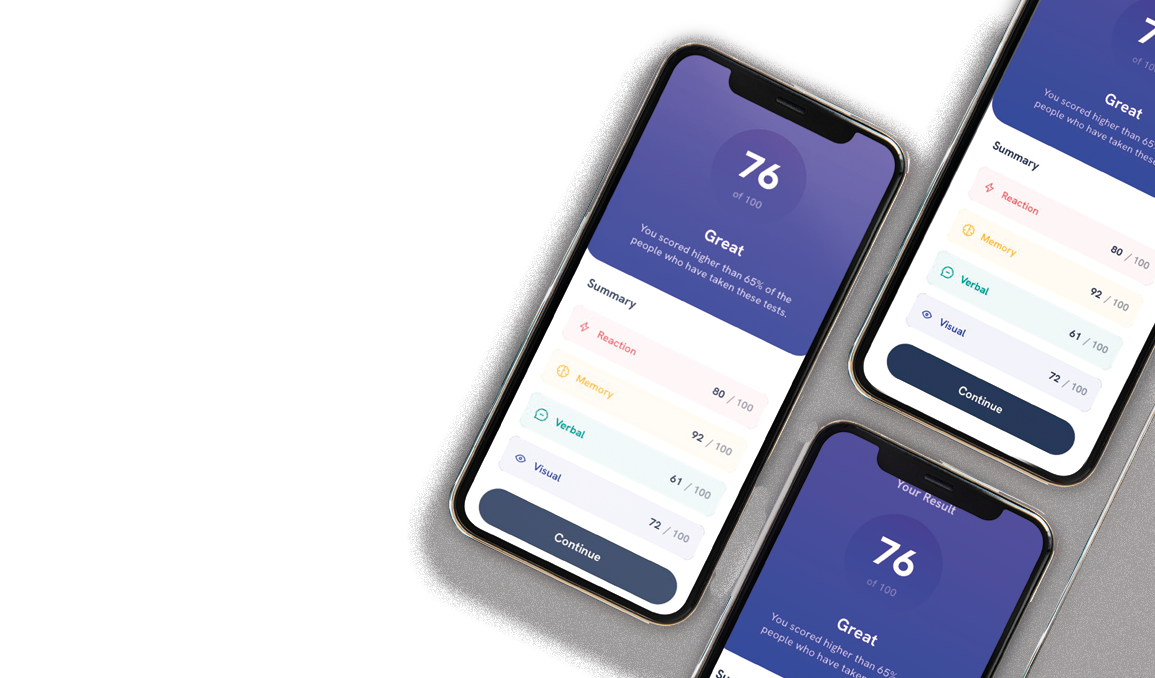 76
of 100
Great
You scored higher than 65% of the
people who have taken these tests.
Summary
Reaction
80 / 100
Memory
92 / 100
Verbal
61 / 100
Visual
72 / 100
Continue
of 100
Great
You scored higher than 65%
people who have taken these
Summary
Reaction
80 / 100
Memory
92 / 100
Verbal
61 / 100
Visual
72 / 100
Continue
Your Result
76
of 100
Great
You scored higher than 65%
people who have taken